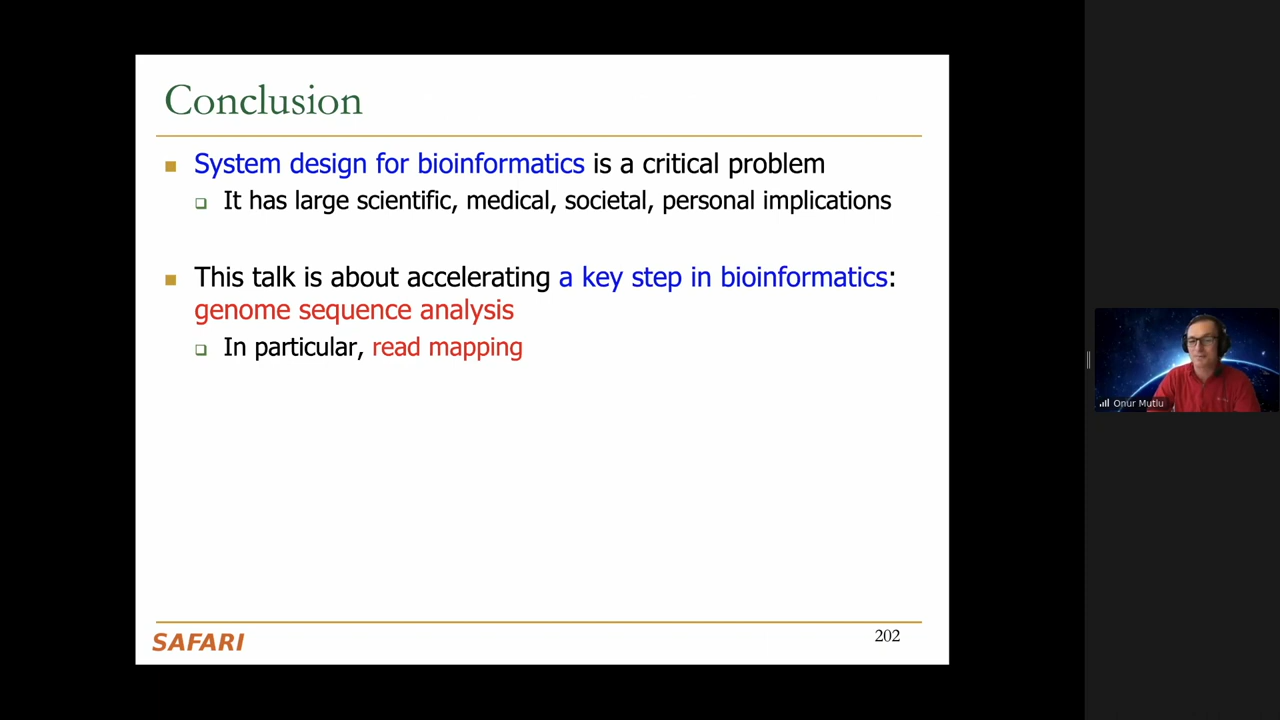 Conclusion
System design for bioinformatics is a critical problem
It has large scientific, medical, societal, personal implications
This talk is about accelerating a key step in bioinformatics:
genome sequence analysis
In particular, read mapping
SAFARI
202
Onur Mutlu